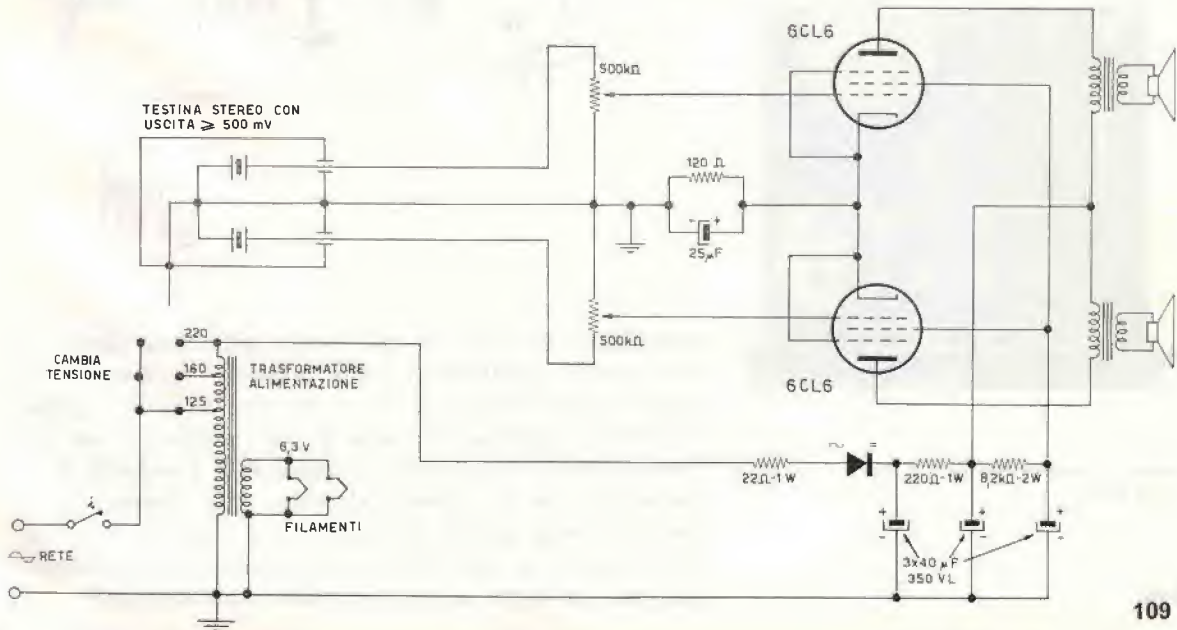 6CL6
500kΩ
TESTINA STEREO CON
USCITA ⩾ 500 mV
120 Ω
- +
25µF
500kΩ
6CL6
220
CAMBIA
TENSIONE
160
125
TRASFORMATORE
ALIMENTAZIONE
6,3 V
FILAMENTI
i
RETE
22Ω-1W
~
=
220Ω-1W
8,2kΩ-2W
+
-
+
-
+
-
3x40 µF
350 VL
109